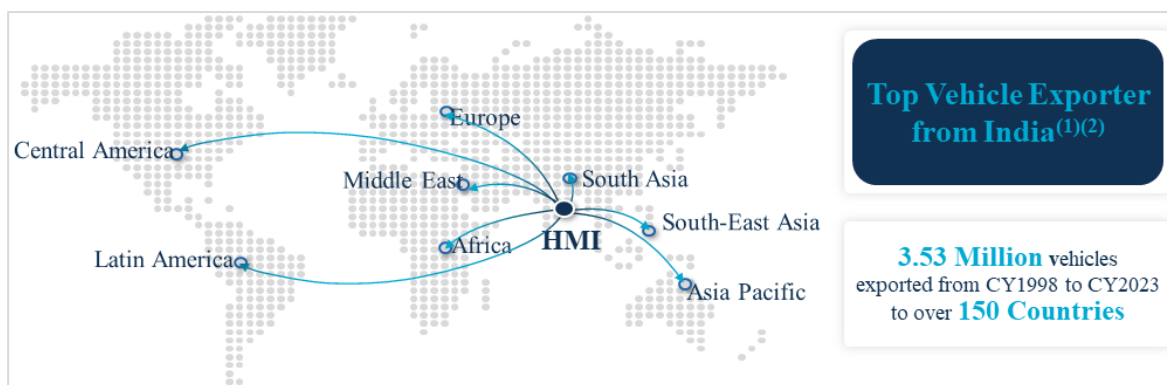 Europe
Central America
Middle East
South Asia
South-East Asia
HMI
Africa
Latin America
Asia Pacific
Top Vehicle Exporter
from India(1)(2)
3.53 Million vehicles
exported from CY1998 to CY2023
to over 150 Countries